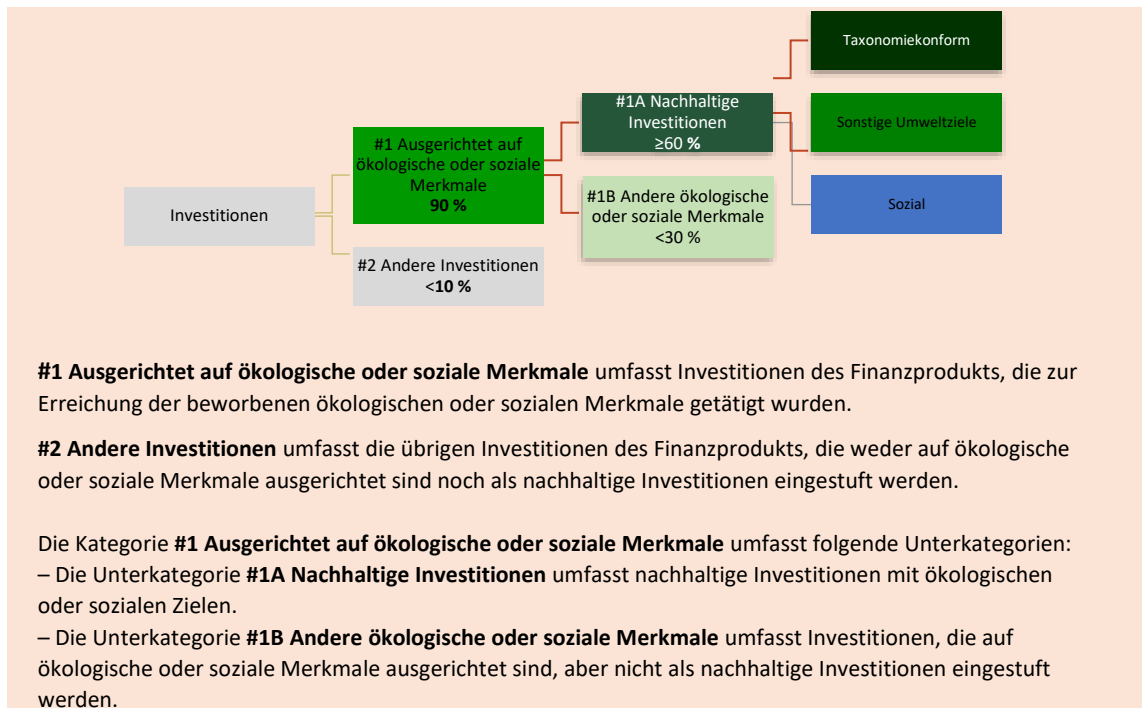 Taxonomiekonform
#1A Nachhaltige
Investitionen
≥60 %
Sonstige Umweltziele
#1 Ausgerichtet auf
ökologische oder soziale
Merkmale
90 %
#1B Andere ökologische
oder soziale Merkmale
<30 %
Sozial
Investitionen
#2 Andere Investitionen
<10 %
#1 Ausgerichtet auf ökologische oder soziale Merkmale umfasst Investitionen des Finanzprodukts, die zur
Erreichung der beworbenen ökologischen oder sozialen Merkmale getätigt wurden.
#2 Andere Investitionen umfasst die übrigen Investitionen des Finanzprodukts, die weder auf ökologische
oder soziale Merkmale ausgerichtet sind noch als nachhaltige Investitionen eingestuft werden.
Die Kategorie #1 Ausgerichtet auf ökologische oder soziale Merkmale umfasst folgende Unterkategorien:
– Die Unterkategorie #1A Nachhaltige Investitionen umfasst nachhaltige Investitionen mit ökologischen
oder sozialen Zielen.
– Die Unterkategorie #1B Andere ökologische oder soziale Merkmale umfasst Investitionen, die auf
ökologische oder soziale Merkmale ausgerichtet sind, aber nicht als nachhaltige Investitionen eingestuft
werden.